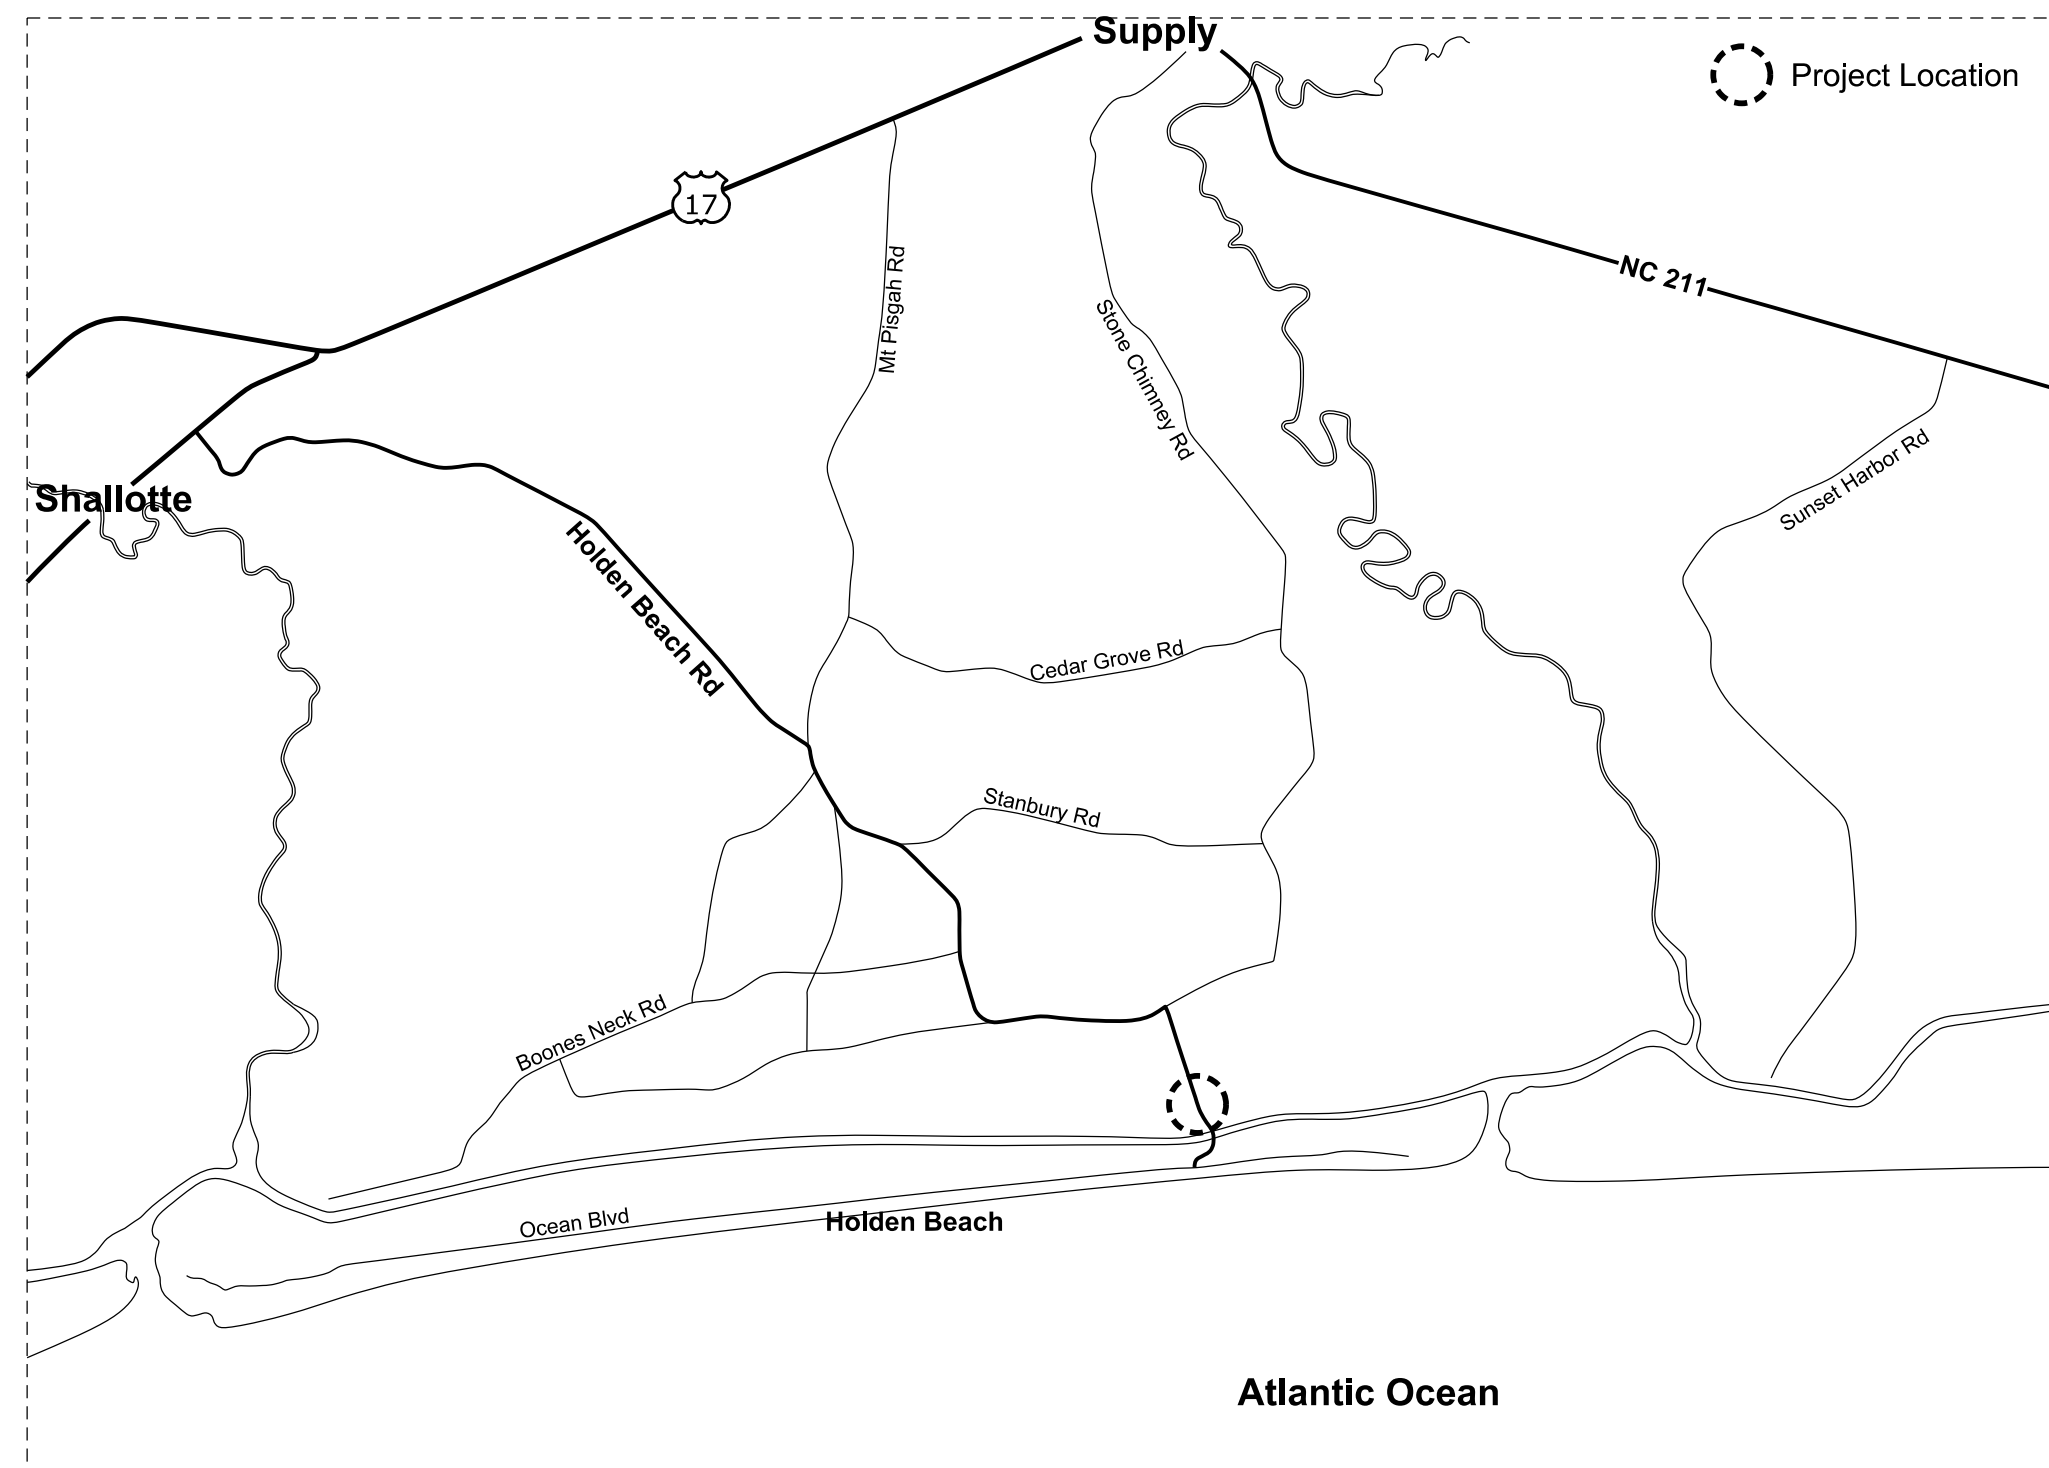 Supply
Project Location
17
Mt Pisgah Rd
NC 211
Stone Chimney Rd
Sunset Harbor Rd
Shallotte
Holden Beach Rd
Cedar Grove Rd
Stanbury Rd
Boones Neck Rd
Ocean Blvd
Holden Beach
Atlantic Ocean